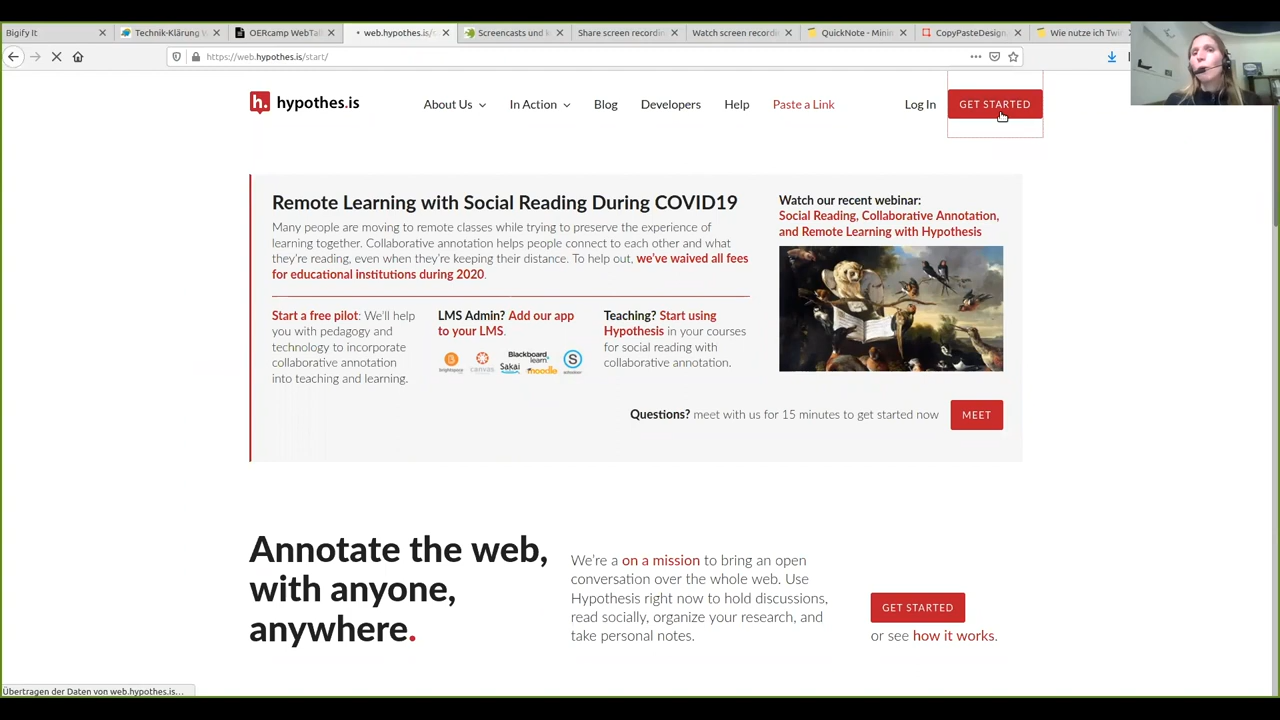 Bigify It
Technik-Klärung
OERcamp WebTal
web.hypothes.is/
Screencasts und
Share screen recordin
Watch screen recordi
QuickNote - Minin
CopyPasteDesign
Wie nutze ich Twi
https://web.hypothes.is/start/
h. hypothes.is
About Us
In Action
Blog
Developers
Help
Paste a Link
Log In
GET STARTED
Remote Learning with Social Reading During COVID19
Many people are moving to remote classes while trying to preserve the experience of
learning together. Collaborative annotation helps people connect to each other and what
they're reading, even when they're keeping their distance. To help out, we've waived all fees
for educational institutions during 2020.
Start a free pilot: We'll help
you with pedagogy and
technology to incorporate
collaborative annotation
into teaching and learning.
LMS Admin? Add our app
to your LMS.
brightspace
canvas
Sakai
Blackboard
learn
moodle
schoology
Teaching? Start using
Hypothesis in your courses
for social reading with
collaborative annotation.
Watch our recent webinar:
Social Reading, Collaborative Annotation,
and Remote Learning with Hypothesis
Questions? meet with us for 15 minutes to get started now
MEET
Annotate the web,
with anyone,
anywhere.
We're a on a mission to bring an open
conversation over the whole web. Use
Hypothesis right now to hold discussions,
read socially, organize your research, and
take personal notes.
GET STARTED
or see how it works.
Übertragen der Daten von web.hypothes.is…